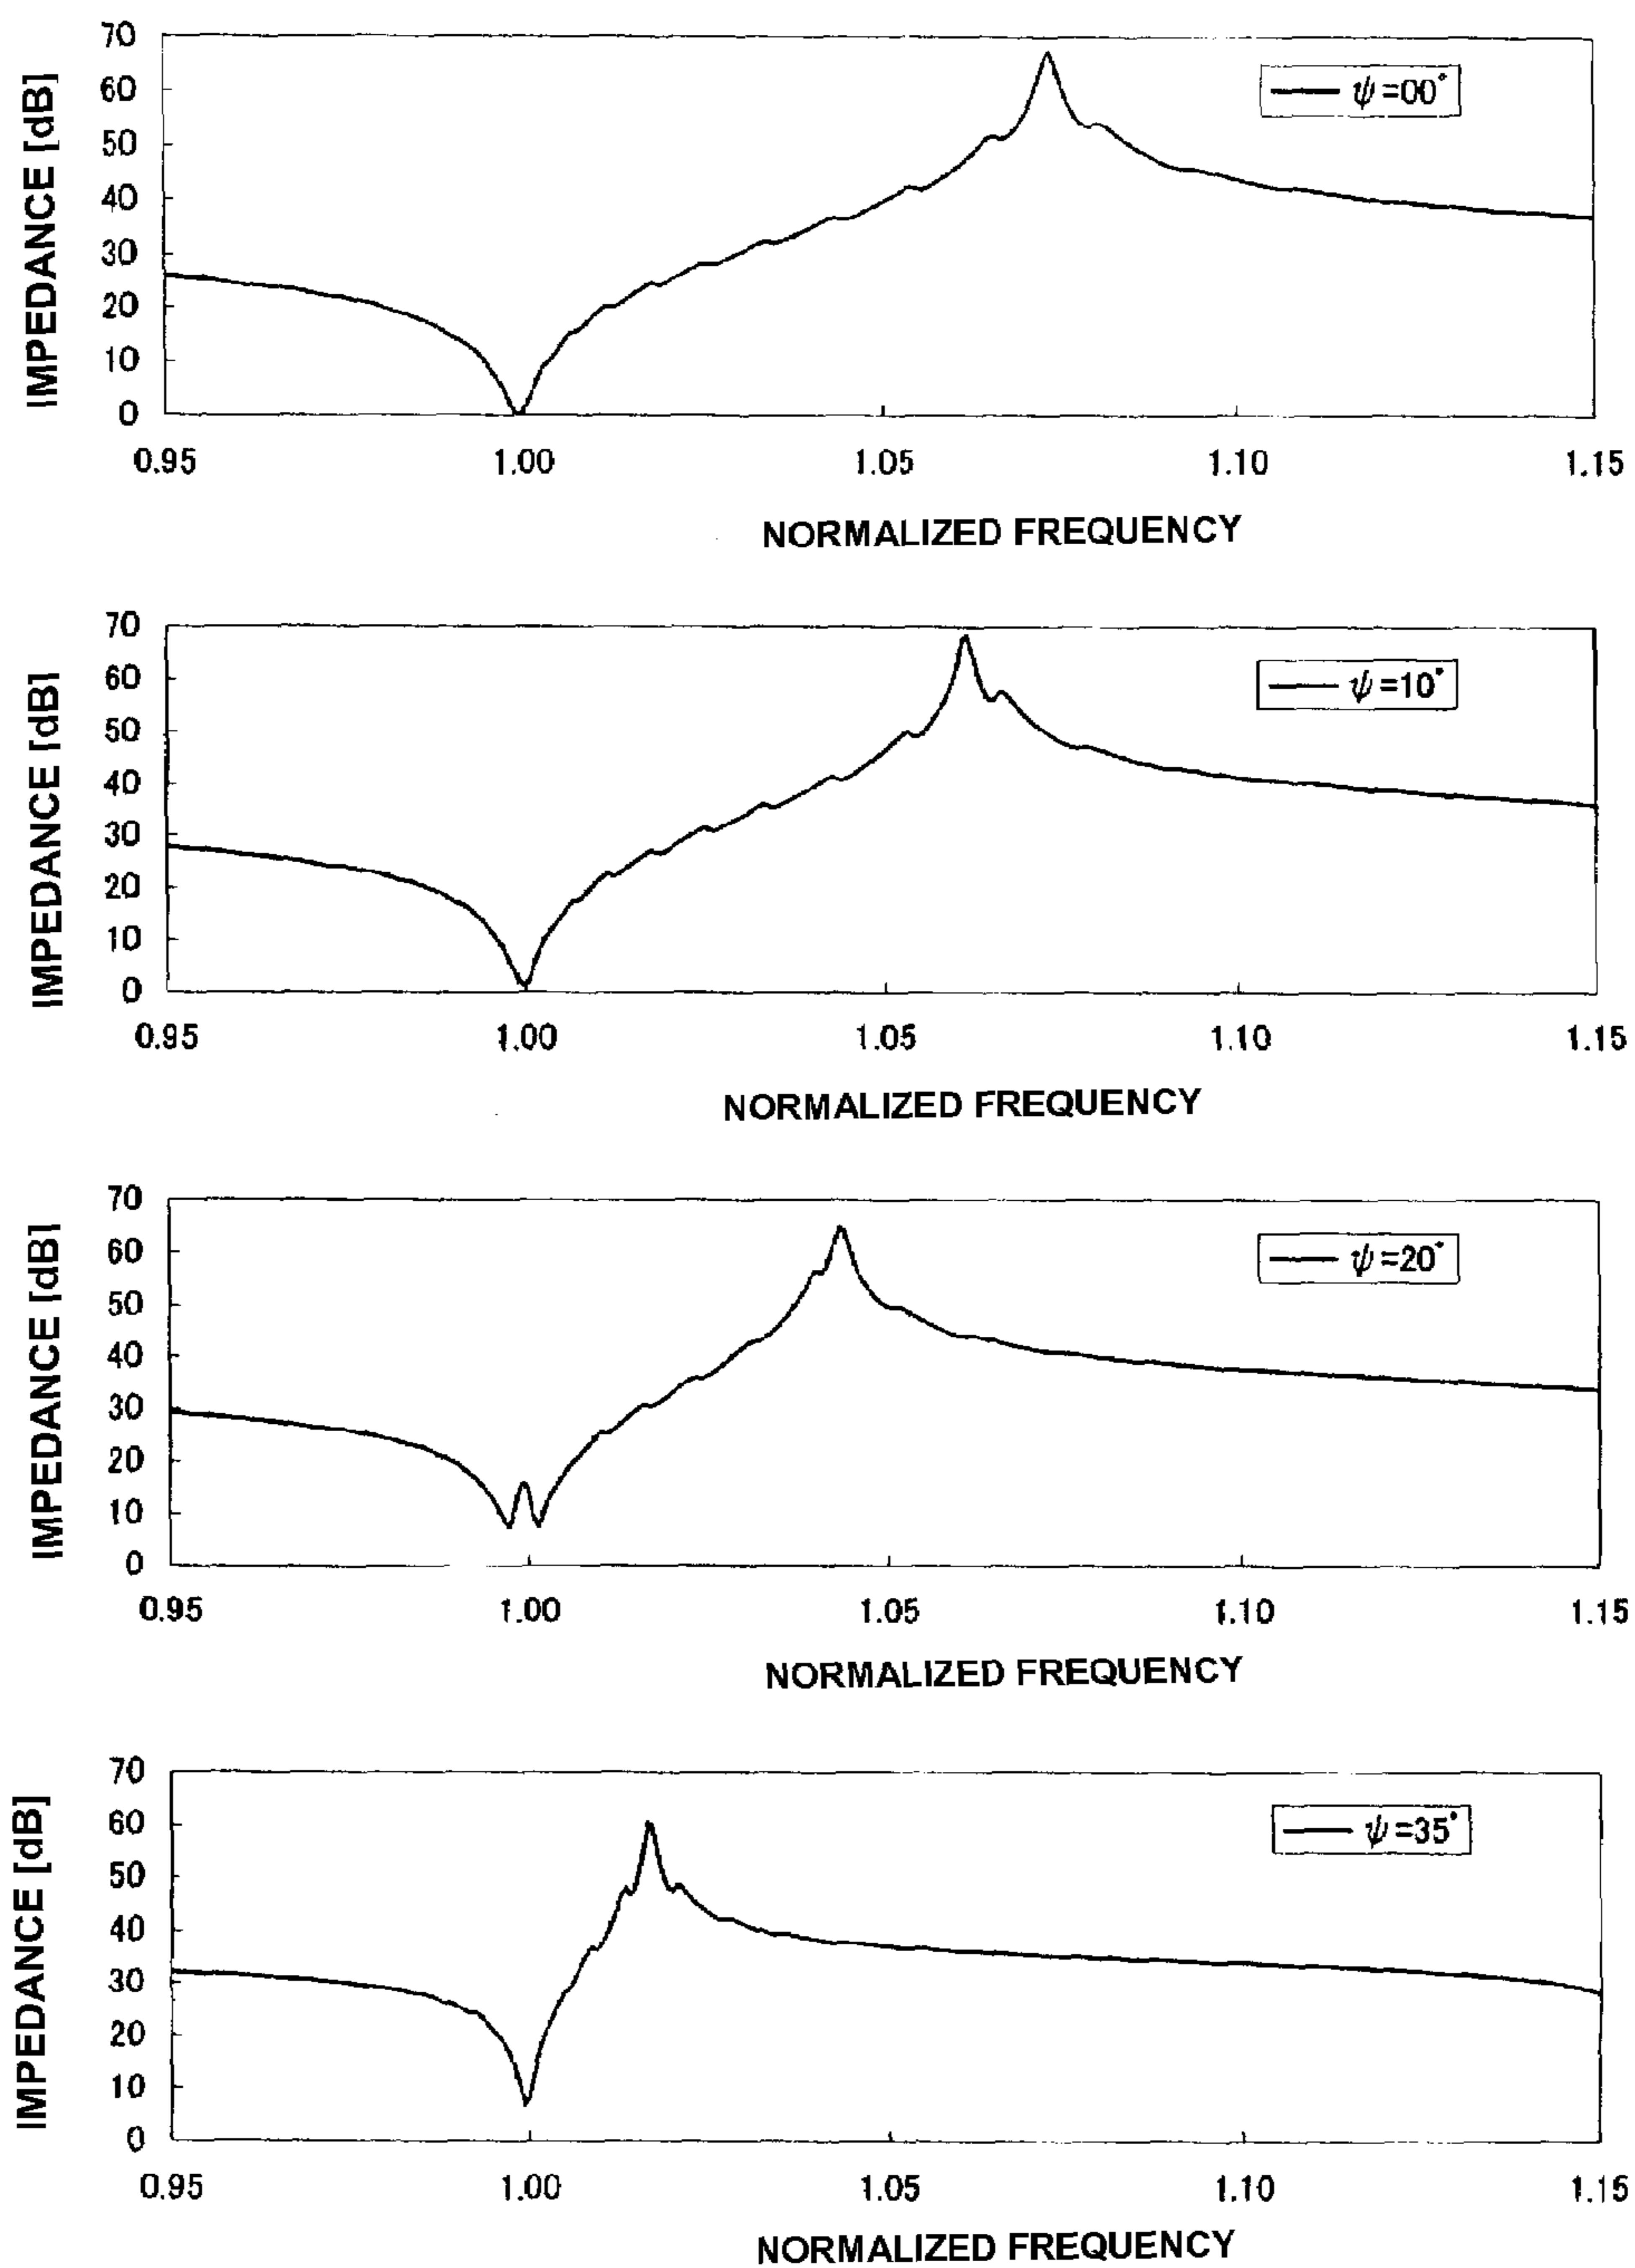 70
60
50
40
30
20
10
0
IMPEDANCE [dB]
ψ=00°
0.95 1.00 1.05 1.10 1.15
NORMALIZED FREQUENCY
70
60
50
40
30
20
10
0
IMPEDANCE [dB]
ψ=10°
0.95 1.00 1.05 1.10 1.15
NORMALIZED FREQUENCY
70
60
50
40
30
20
10
0
IMPEDANCE [dB]
ψ=20°
0.95 1.00 1.05 1.10 1.15
NORMALIZED FREQUENCY
70
60
50
40
30
20
10
0
IMPEDANCE [dB]
ψ=35°
0.95 1.00 1.05 1.10 1.15
NORMALIZED FREQUENCY